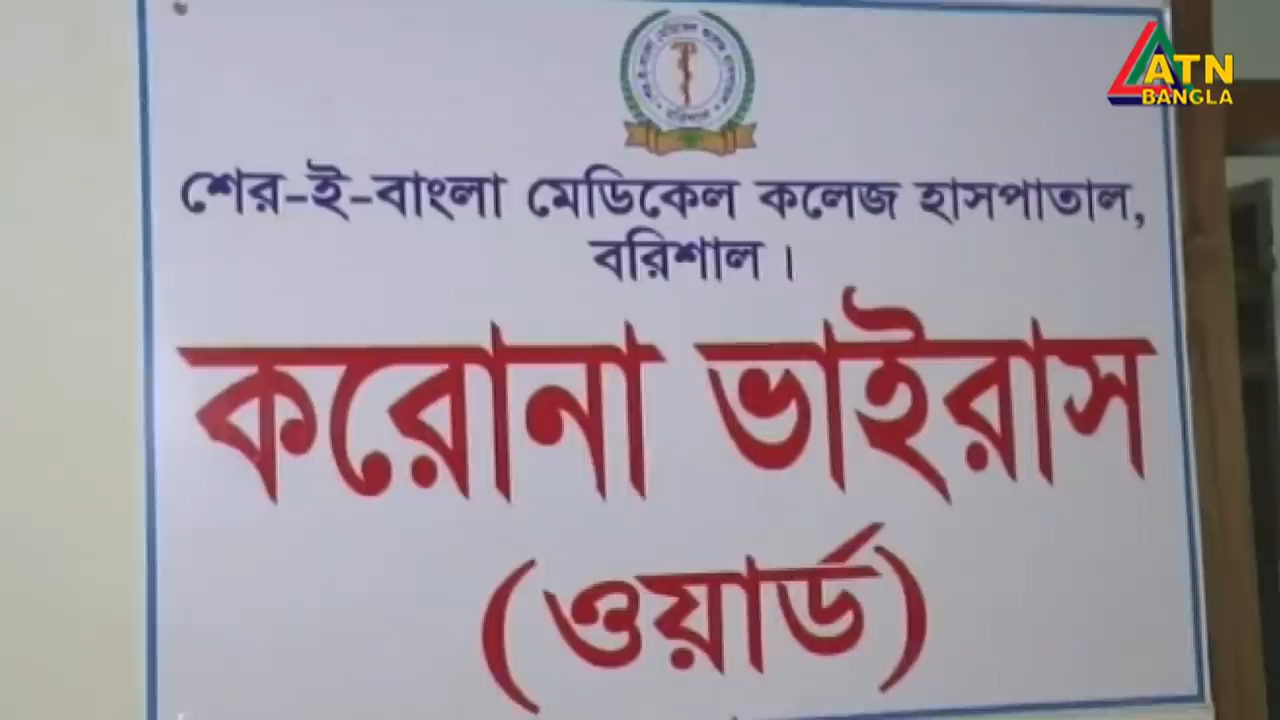 ATN
BANGLA
শের-ই-বাংলা মেডিকেল কলেজ হাসপাতাল,
বরিশাল ।
করোনা ভাইরাস
(ওয়ার্ড)